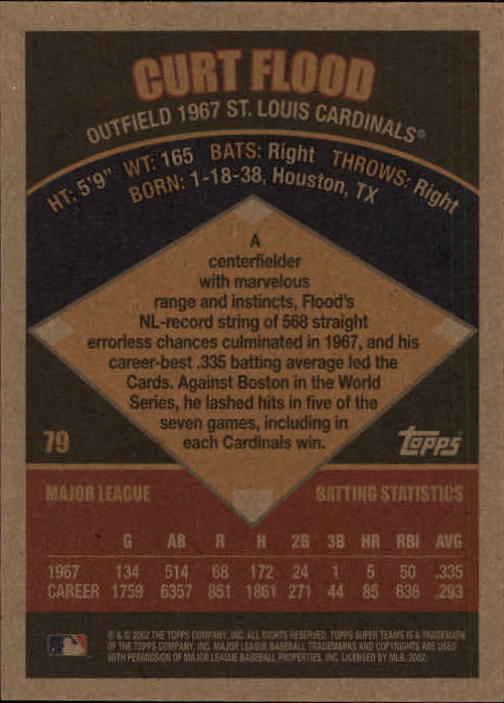 CURT FLOOD
OUTFIELD 1967 ST. LOUIS CARDINALS®
HT: 5'9" WT: 165 BATS: Right THROWS: Right
BORN: 1-18-38, Houston, TX
A
centerfielder
with marvelous
range and instincts, Flood's
NL-record string of 568 straight
errorless chances culminated in 1967, and his
career-best .335 batting average led the
Cards. Against Boston in the World
Series, he lashed hits in five of the
seven games, including in
each Cardinals win.
79
Topps
MAJOR LEAGUE BATTING STATISTICS
G AB R H 2B 3B HR RBI AVG
1967 134 514 68 172 24 1 5 50 .335
CAREER 1759 6357 851 1861 271 44 85 636 .293
® & © 2002 THE TOPPS COMPANY, INC. ALL RIGHTS RESERVED. TOPPS SUPER TEAMS IS A TRADEMARK
OF THE TOPPS COMPANY, INC. MAJOR LEAGUE BASEBALL TRADEMARKS AND COPYRIGHTS ARE USED
WITH PERMISSION OF MAJOR LEAGUE BASEBALL PROPERTIES, INC. LICENSED BY MLB, 2002.